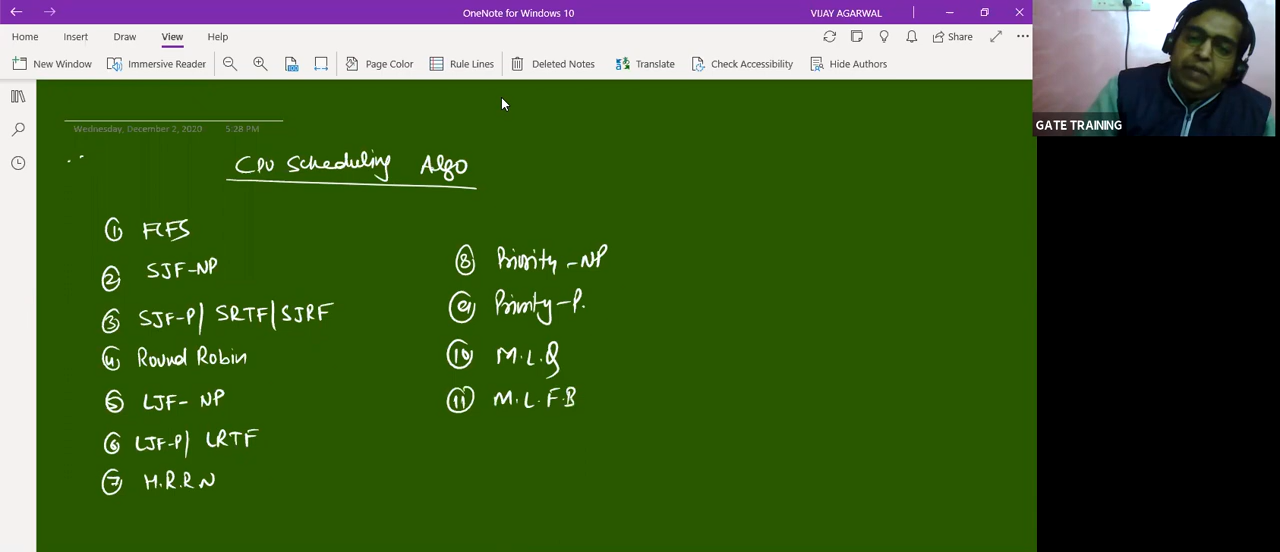 OneNote for Windows 10
VIJAY AGARWAL
Home Insert Draw View Help
Share
New Window Immersive Reader Page Color Rule Lines Deleted Notes Translate Check Accessibility Hide Authors
GATE TRAINING
Wednesday, December 2, 2020 5:28 PM
CPU Scheduling Algo
① FCFS
② SJF-NP
③ SJF-P/ SRTF/SJRF
④ Round Robin
⑤ LJF-NP
⑥ LJF-P/ LRTF
⑦ H.R.R.N
⑧ Priority-NP
⑨ Priority-P.
⑩ M.L.Q
⑪ M.L.F.B